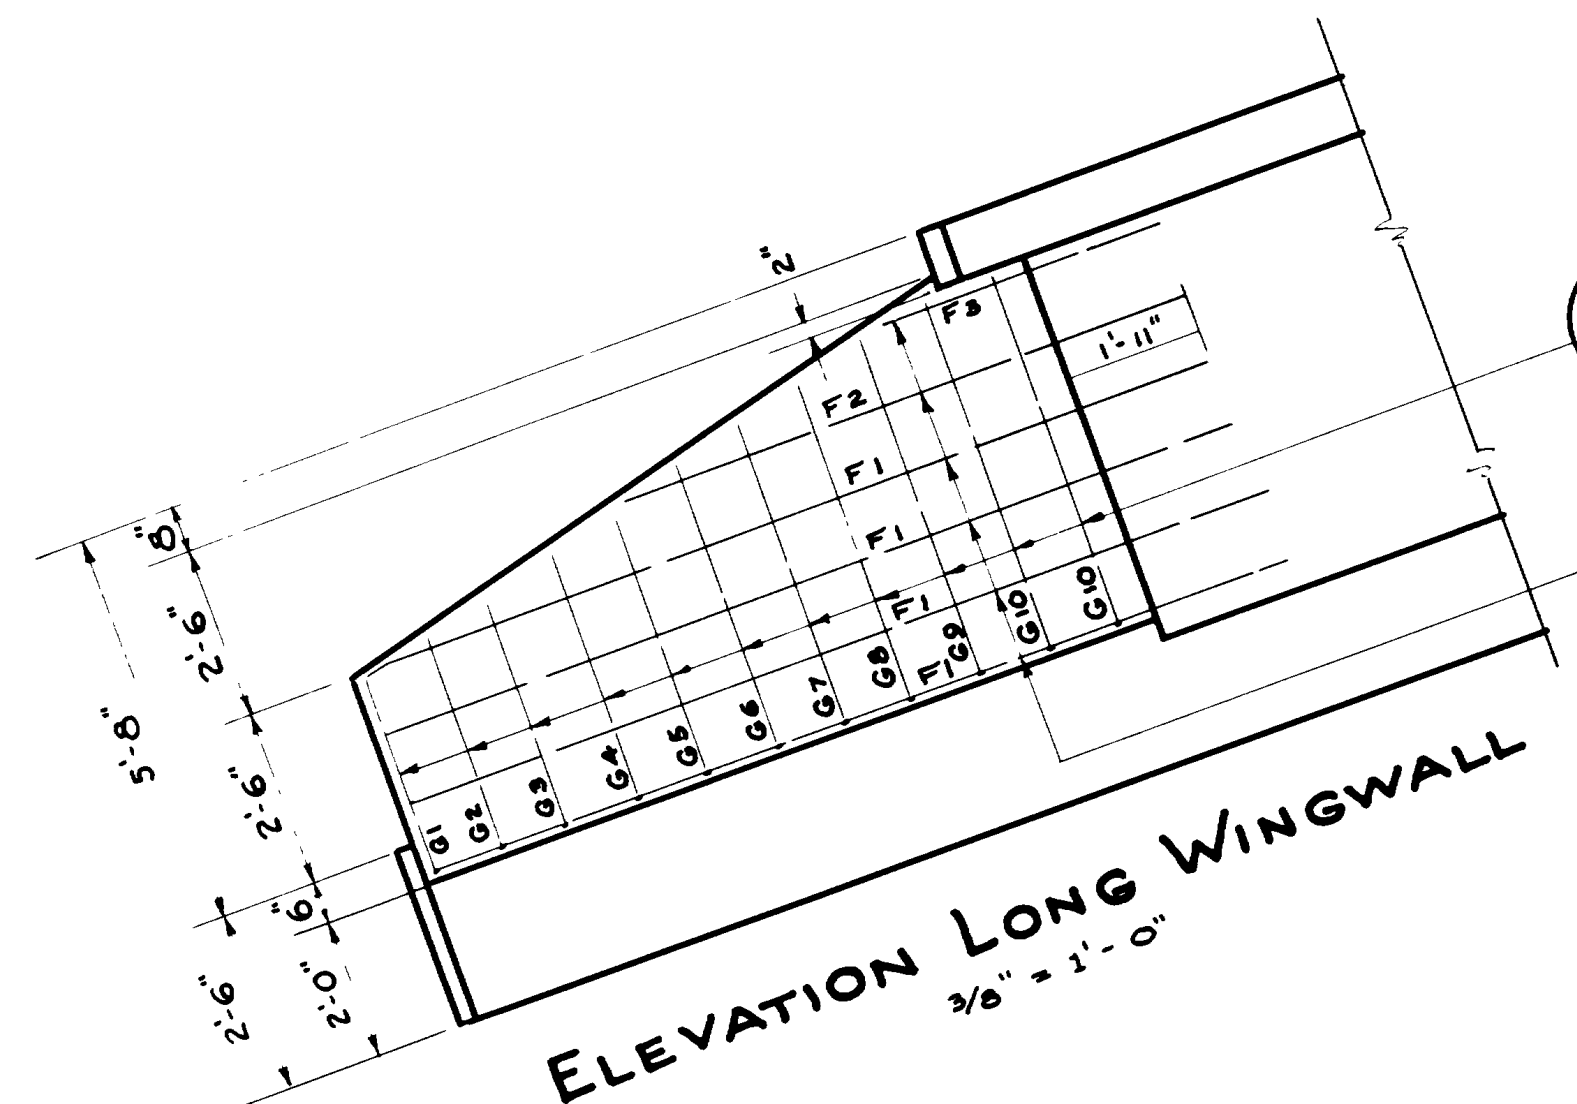 2"
F3
1'-11"
F2
F1
F1
F1
F1
8"
2'-6"
5'-8"
2'-6"
6"
2'-6"
2'-0"
G1
G2
G3
G4
G5
G6
G7
G8
G9
G10
G10
ELEVATION LONG WINGWALL
3/8" = 1'-0"